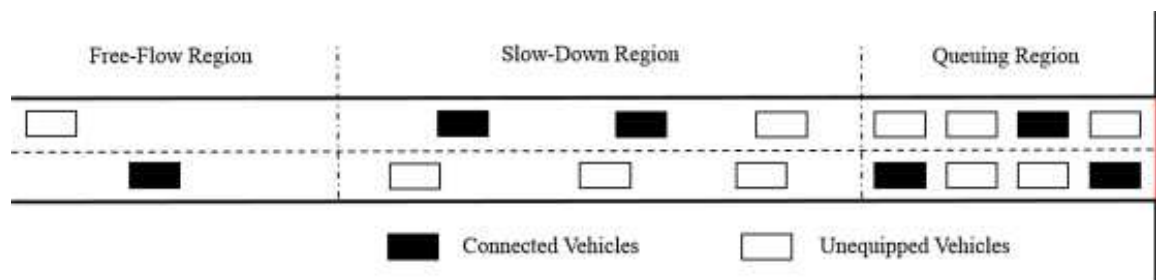 Free-Flow Region
Slow-Down Region
Queuing Region
Connected Vehicles
Unequipped Vehicles